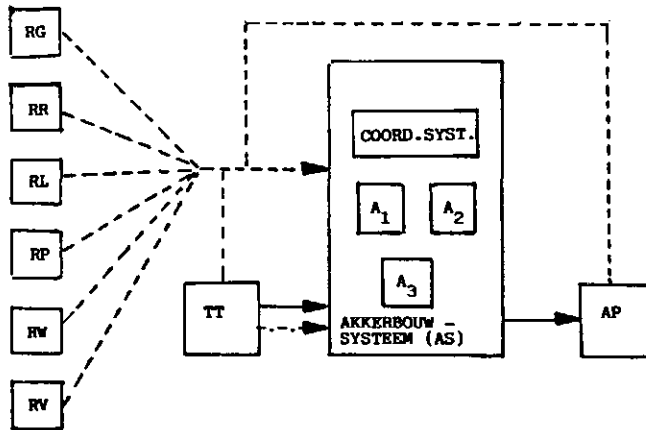 RG
RR
RL
RP
RW
RV
TT
COORD.SYST.
A1 A2
A3
AKKERBOUW –
SYSTEEM (AS)
AP